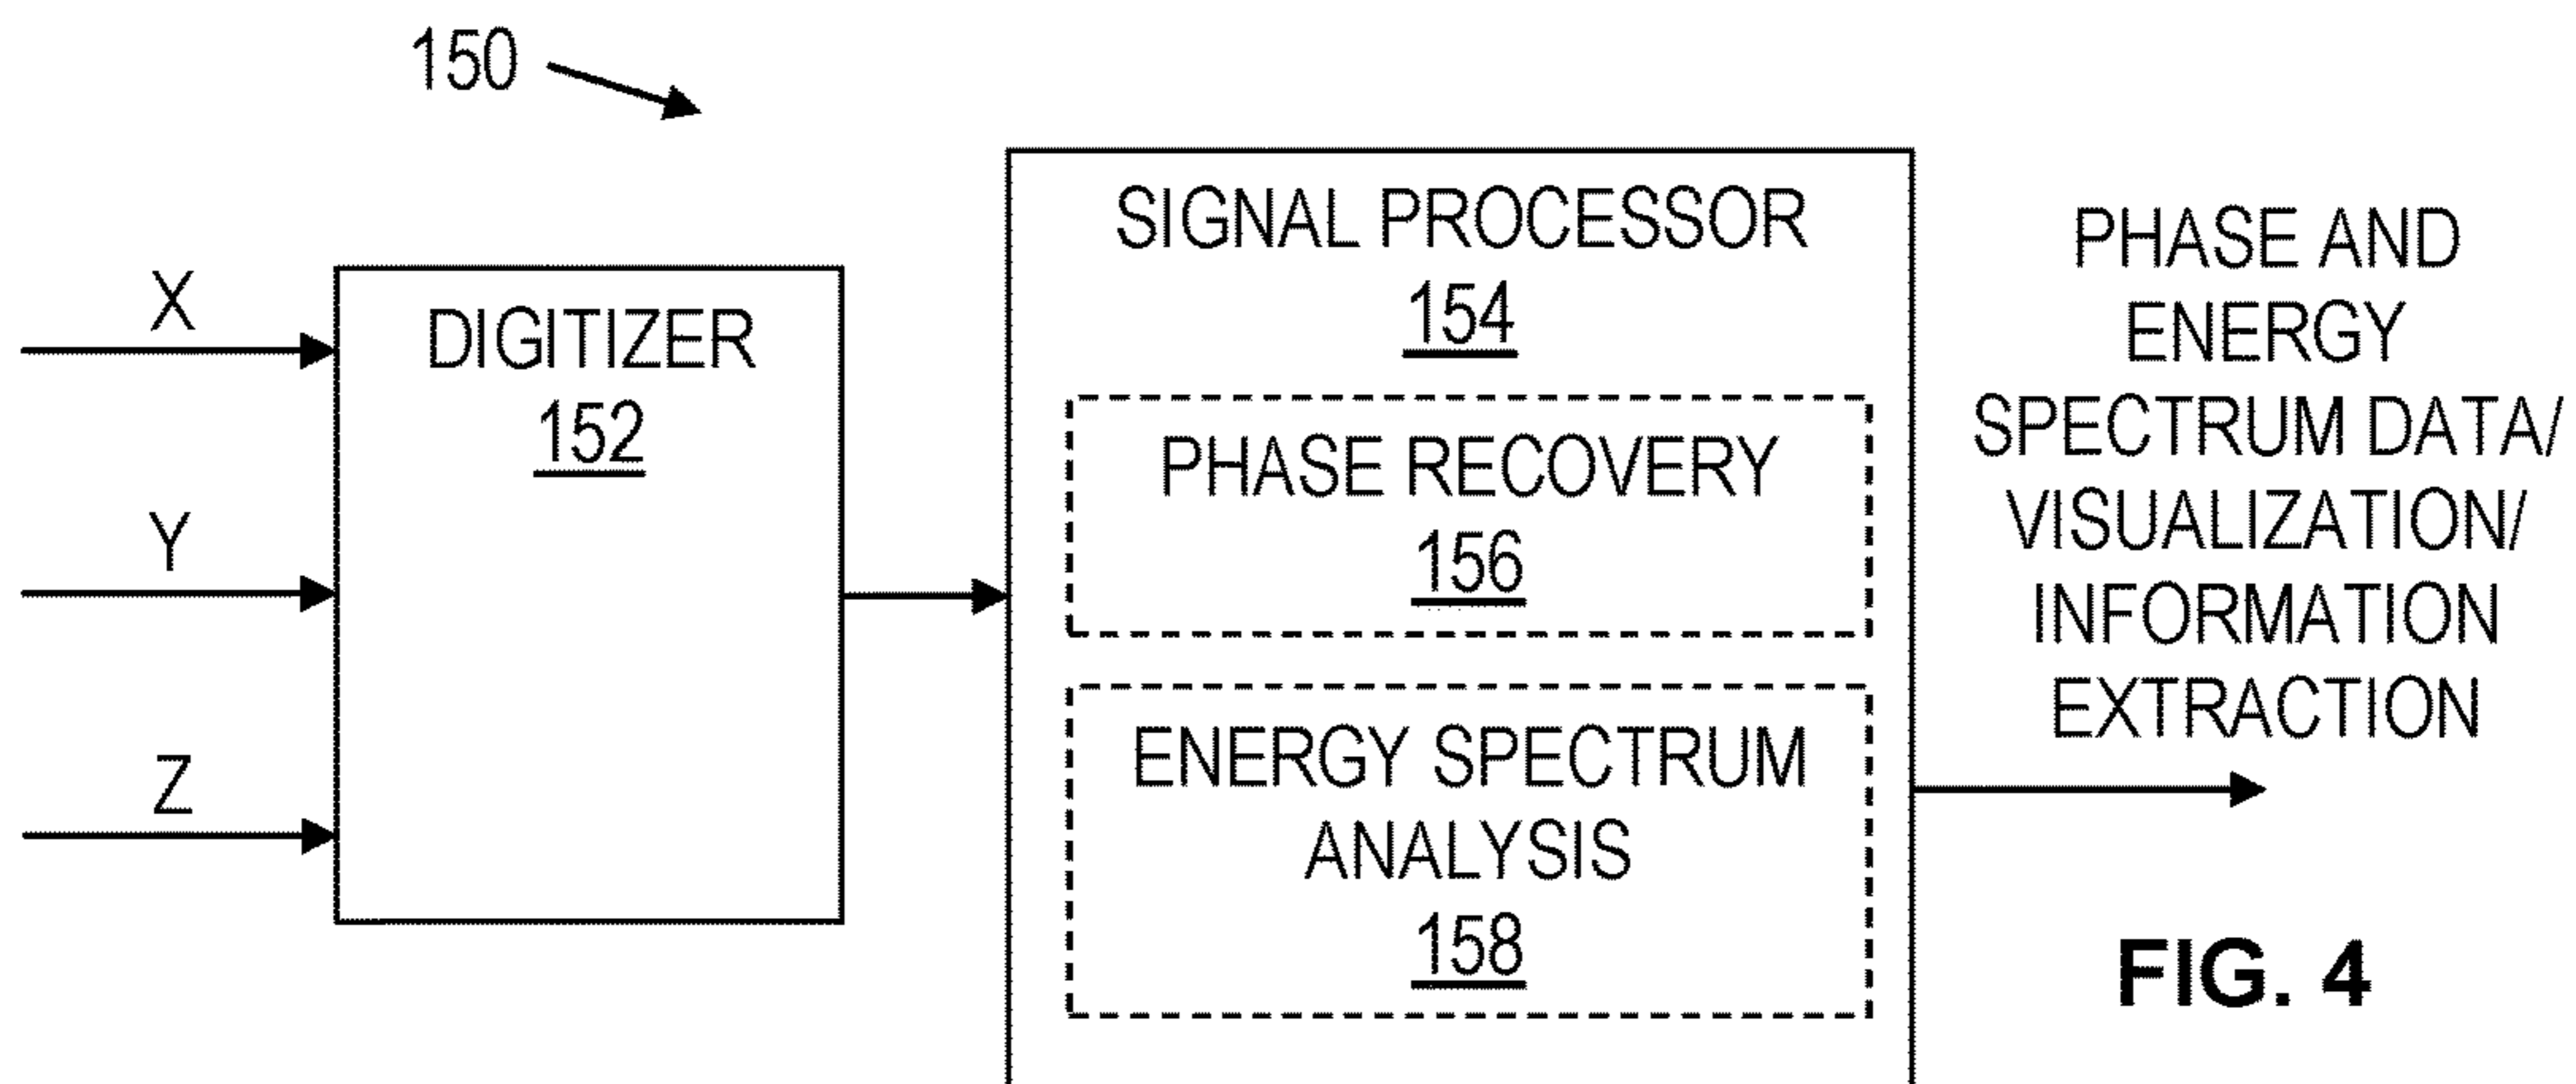 150
X
Y
Z
DIGITIZER
152
SIGNAL PROCESSOR
154
PHASE RECOVERY
156
ENERGY SPECTRUM
ANALYSIS
158
PHASE AND
ENERGY
SPECTRUM DATA/
VISUALIZATION/
INFORMATION
EXTRACTION
FIG. 4